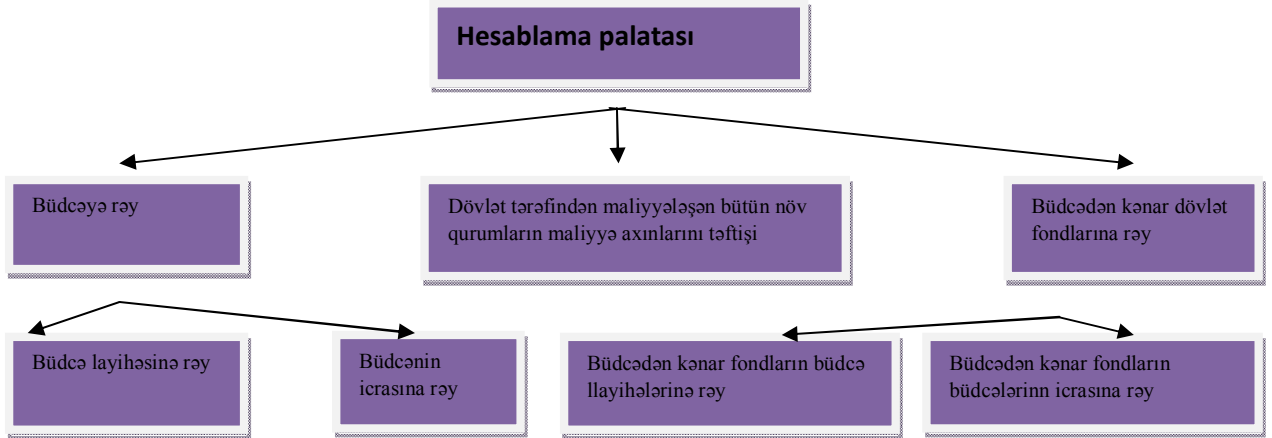 Hesablama palatası
Büdcəyə rəy
Dövlət tərəfindən maliyyələşən bütün növ
qurumların maliyyə axınlarını təftişi
Büdcədən kənar dövlət
fondlarına rəy
Büdcə layihəsinə rəy
Büdcənin
icrasına rəy
Büdcədən kənar fondların büdcə
llayihələrinə rəy
Büdcədən kənar fondların
büdcələrinn icrasına rəy